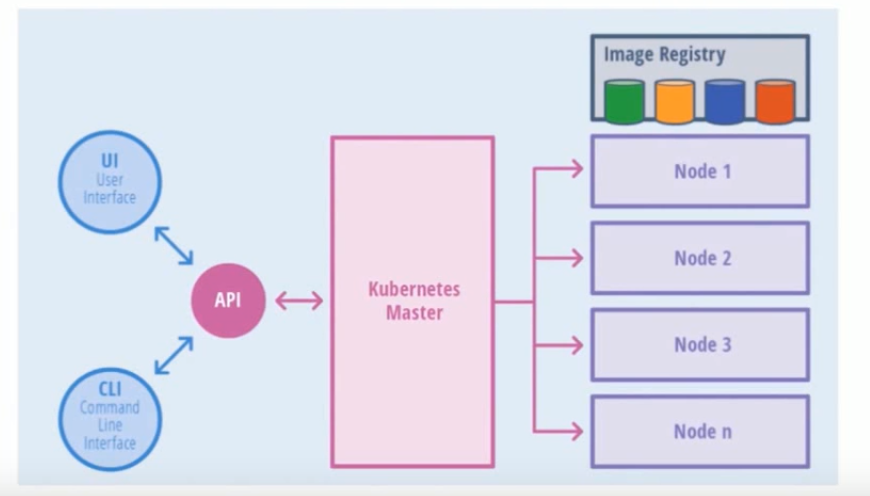 Image Registry
UI
User
Interface
Node 1
Node 2
API
Kubernetes
Master
Node 3
CLI
Command
Line
Interface
Node n